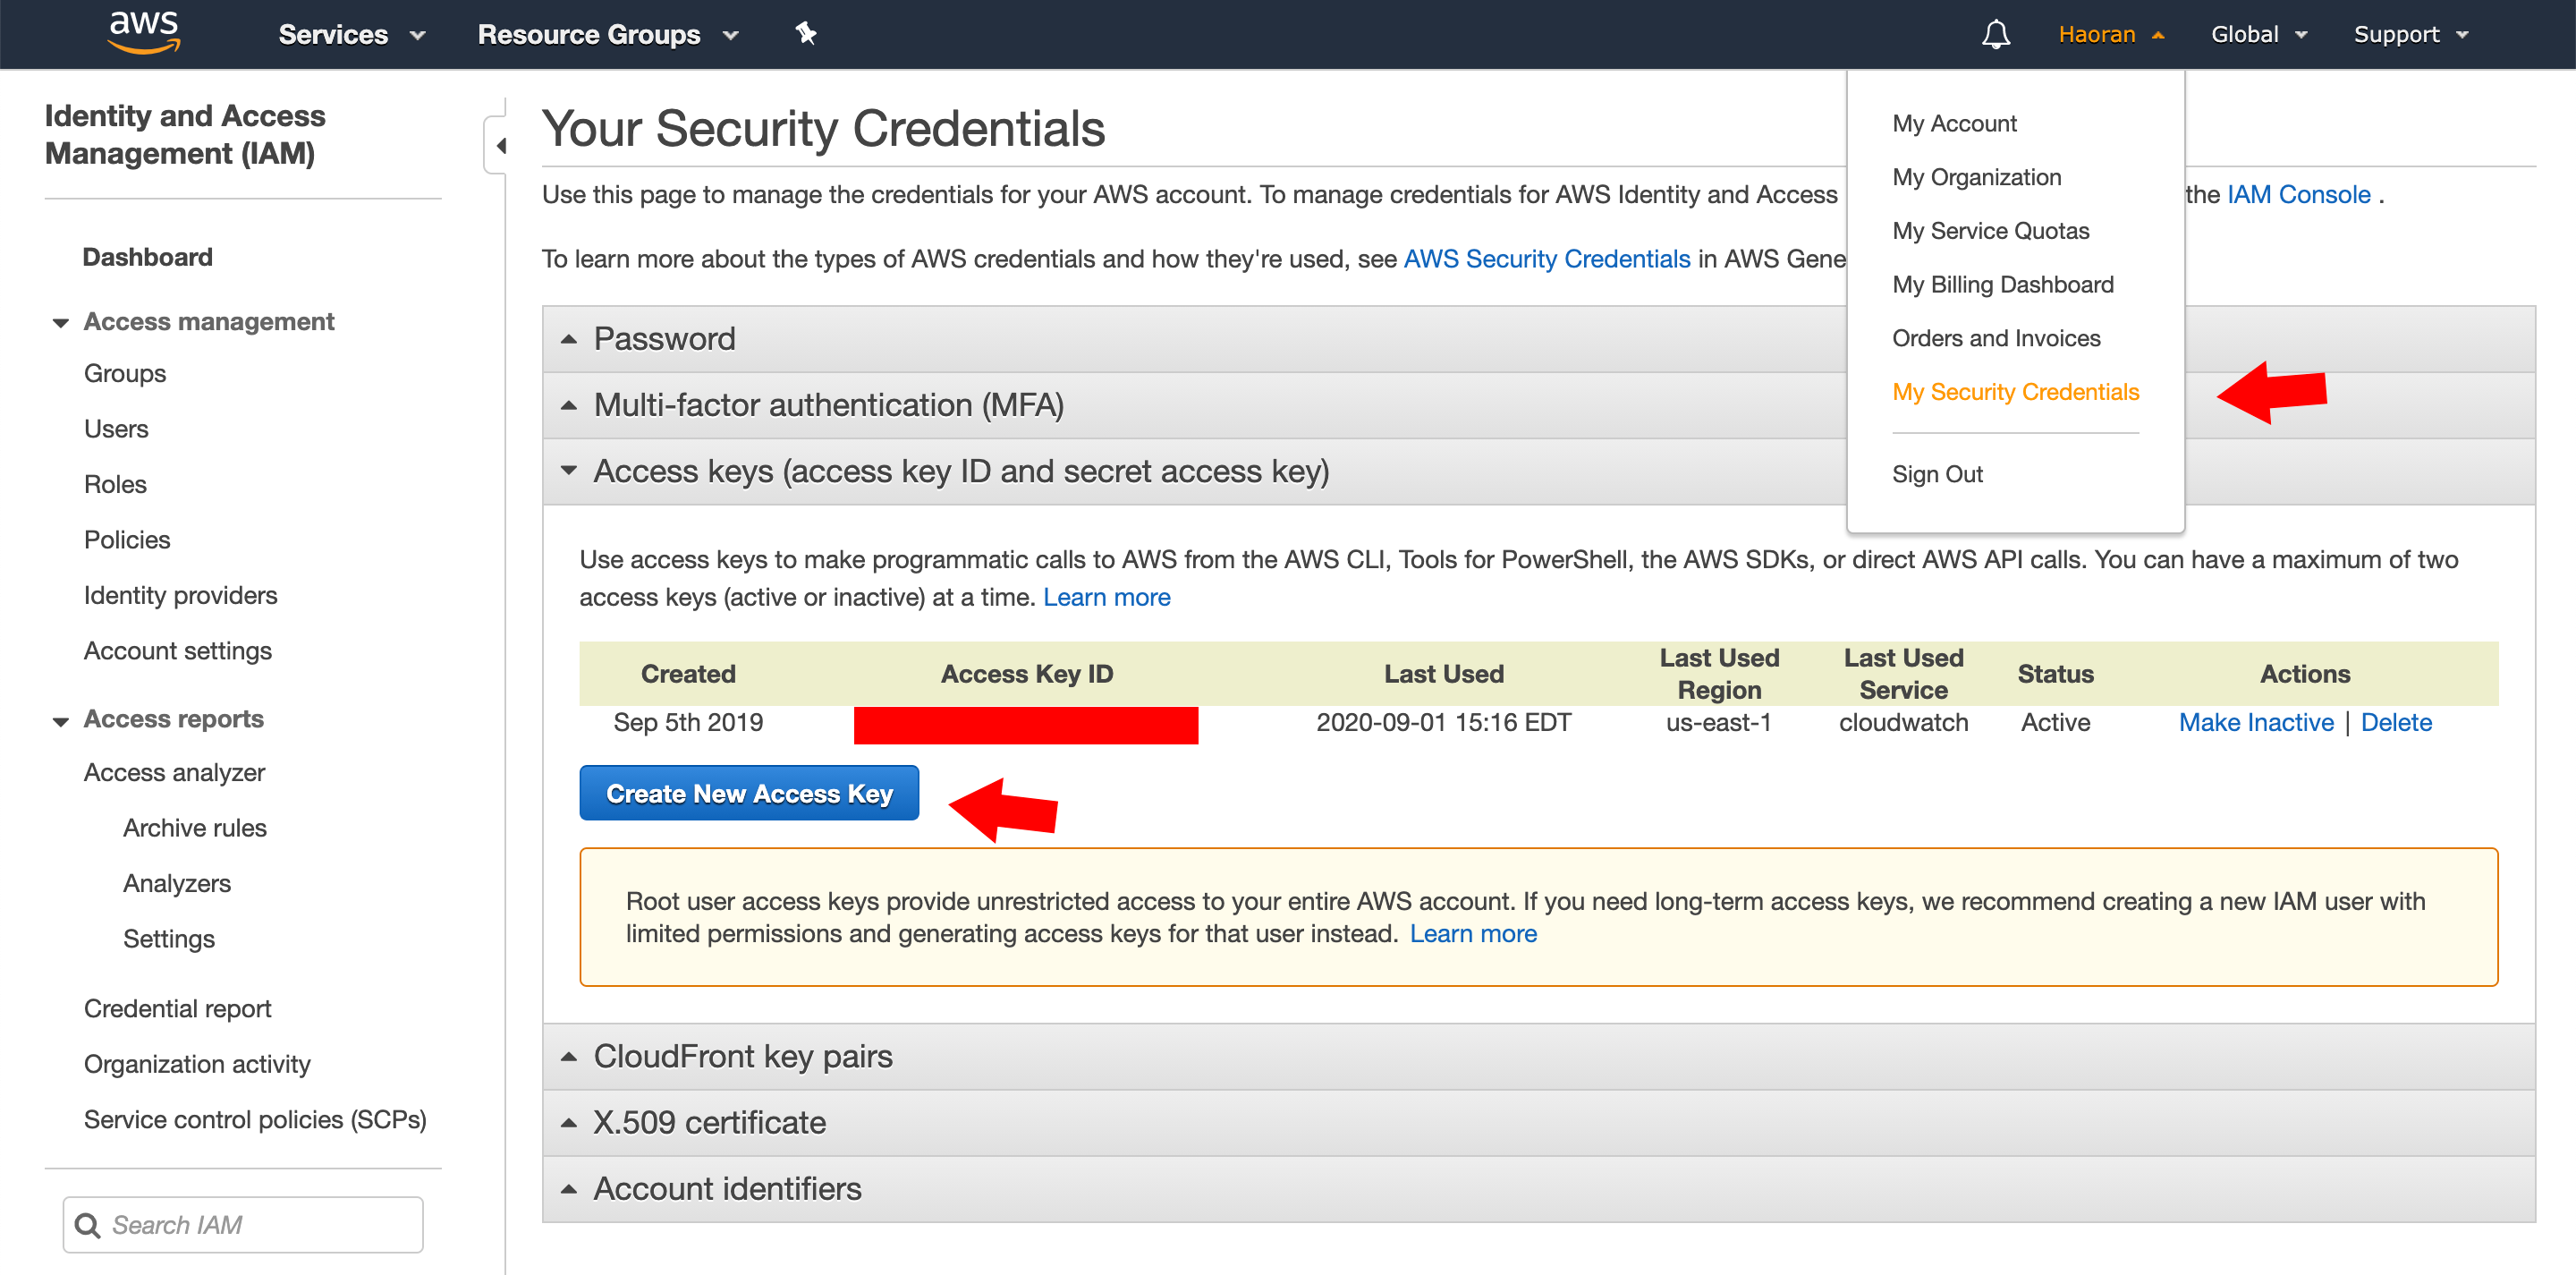 aws
Services
Resource Groups
Haoran
Global
Support
Identity and Access
Management (IAM)
Dashboard
Access management
Groups
Users
Roles
Policies
Identity providers
Account settings
Access reports
Access analyzer
Archive rules
Analyzers
Settings
Credential report
Organization activity
Service control policies (SCPs)
Search IAM
Your Security Credentials
Use this page to manage the credentials for your AWS account. To manage credentials for AWS Identity and Access
the IAM Console .
To learn more about the types of AWS credentials and how they're used, see AWS Security Credentials in AWS Gene
My Account
My Organization
My Service Quotas
My Billing Dashboard
Orders and Invoices
My Security Credentials
Sign Out
Password
Multi-factor authentication (MFA)
Access keys (access key ID and secret access key)
Use access keys to make programmatic calls to AWS from the AWS CLI, Tools for PowerShell, the AWS SDKs, or direct AWS API calls. You can have a maximum of two
access keys (active or inactive) at a time. Learn more
Created Access Key ID Last Used Last Used Region Last Used Service Status Actions
Sep 5th 2019 2020-09-01 15:16 EDT us-east-1 cloudwatch Active Make Inactive | Delete
Create New Access Key
Root user access keys provide unrestricted access to your entire AWS account. If you need long-term access keys, we recommend creating a new IAM user with
limited permissions and generating access keys for that user instead. Learn more
CloudFront key pairs
X.509 certificate
Account identifiers